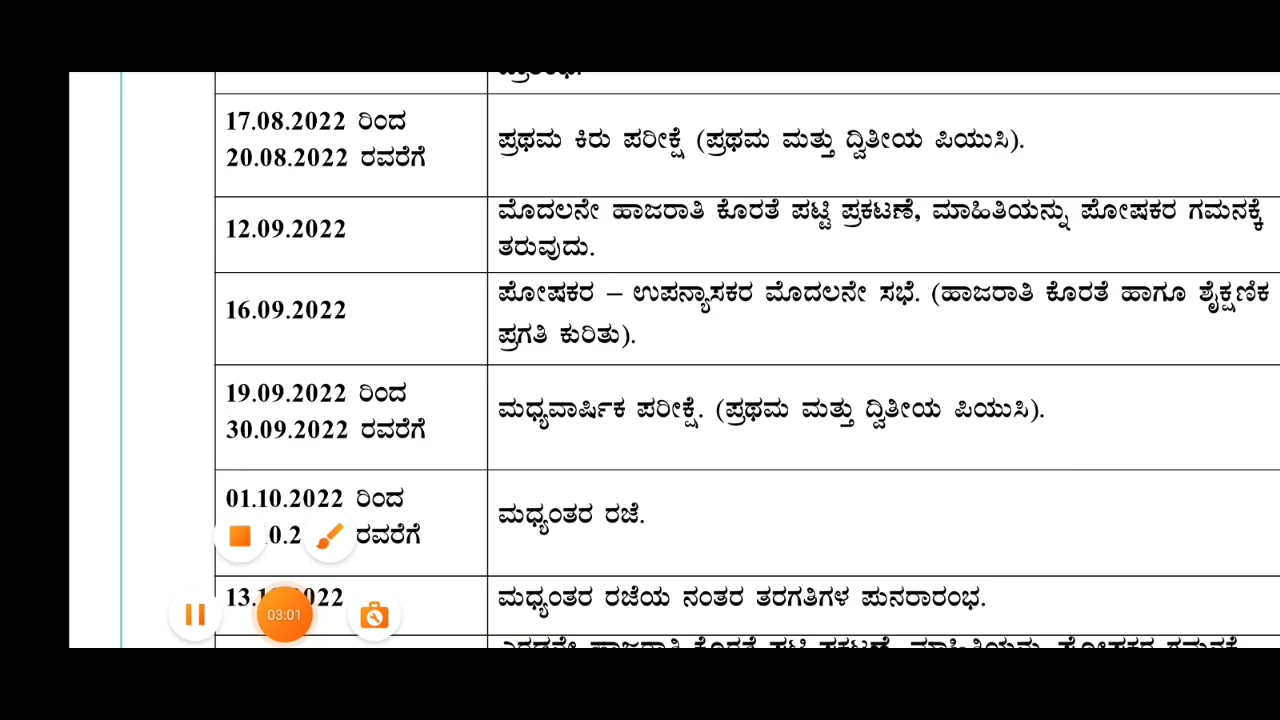 17.08.2022 ರಿಂದ
20.08.2022 ರವರೆಗೆ
ಪ್ರಥಮ ಕಿರು ಪರೀಕ್ಷೆ (ಪ್ರಥಮ ಮತ್ತು ದ್ವಿತೀಯ ಪಿಯುಸಿ).
12.09.2022
ಮೊದಲನೇ ಹಾಜರಾತಿ ಕೊರತೆ ಪಟ್ಟಿ ಪ್ರಕಟಣೆ, ಮಾಹಿತಿಯನ್ನು ಪೋಷಕರ ಗಮನಕ್ಕೆ
ತರುವುದು.
16.09.2022
ಪೋಷಕರ – ಉಪನ್ಯಾಸಕರ ಮೊದಲನೇ ಸಭೆ. (ಹಾಜರಾತಿ ಕೊರತೆ ಹಾಗೂ ಶೈಕ್ಷಣಿಕ
ಪ್ರಗತಿ ಕುರಿತು).
19.09.2022 ರಿಂದ
30.09.2022 ರವರೆಗೆ
ಮಧ್ಯವಾರ್ಷಿಕ ಪರೀಕ್ಷೆ. (ಪ್ರಥಮ ಮತ್ತು ದ್ವಿತೀಯ ಪಿಯುಸಿ).
01.10.2022 ರಿಂದ
ರವರೆಗೆ
ಮಧ್ಯಂತರ ರಜೆ.
ಮಧ್ಯಂತರ ರಜೆಯ ನಂತರ ತರಗತಿಗಳ ಪುನರಾರಂಭ.
03:01